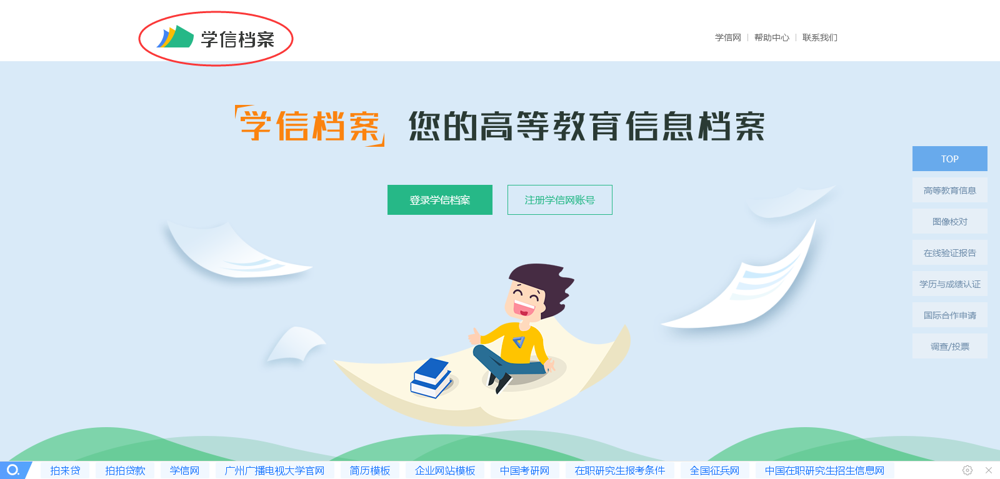 学信档案
学信网 帮助中心 联系我们
学信档案 您的高等教育信息档案
登录学信档案 注册学信网账号
TOP
高等教育信息
图像校对
在线验证报告
学历与成绩认证
国际合作申请
调查/投票
拍来贷 拍拍贷款 学信网 广州广播电视大学官网 简历模板 企业网站模板 中国考研网 在职研究生报考条件 全国征兵网 中国在职研究生招生信息网